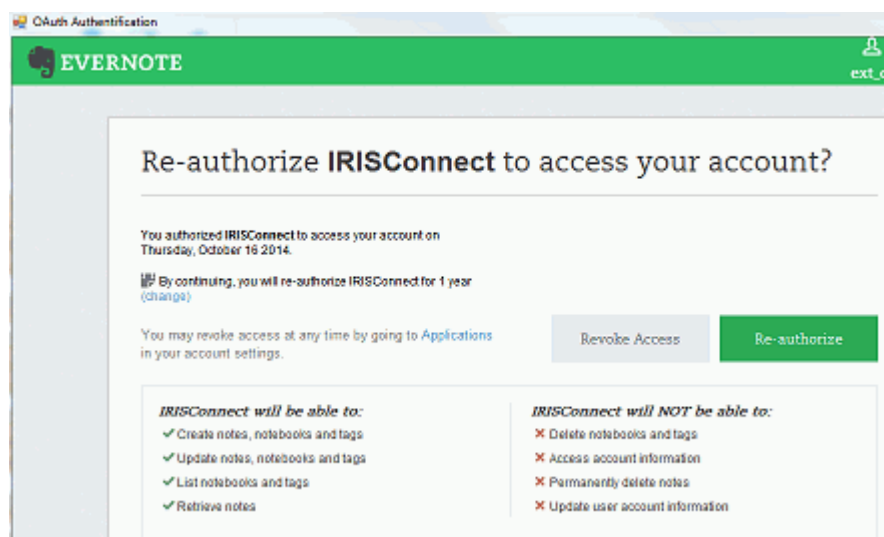 OAuth Authentification
EVERNOTE
Re-authorize IRISConnect to access your account?
You authorized IRISConnect to access your account on
Thursday, October 16 2014.
By continuing, you will re-authorize IRISConnect for 1 year
(change)
You may revoke access at any time by going to Applications
in your account settings.
Revoke Access
Re-authorize
IRISConnect will be able to:
Create notes, notebooks and tags
Update notes, notebooks and tags
List notebooks and tags
Retrieve notes
IRISConnect will NOT be able to:
Delete notebooks and tags
Access account information
Permanently delete notes
Update user account information